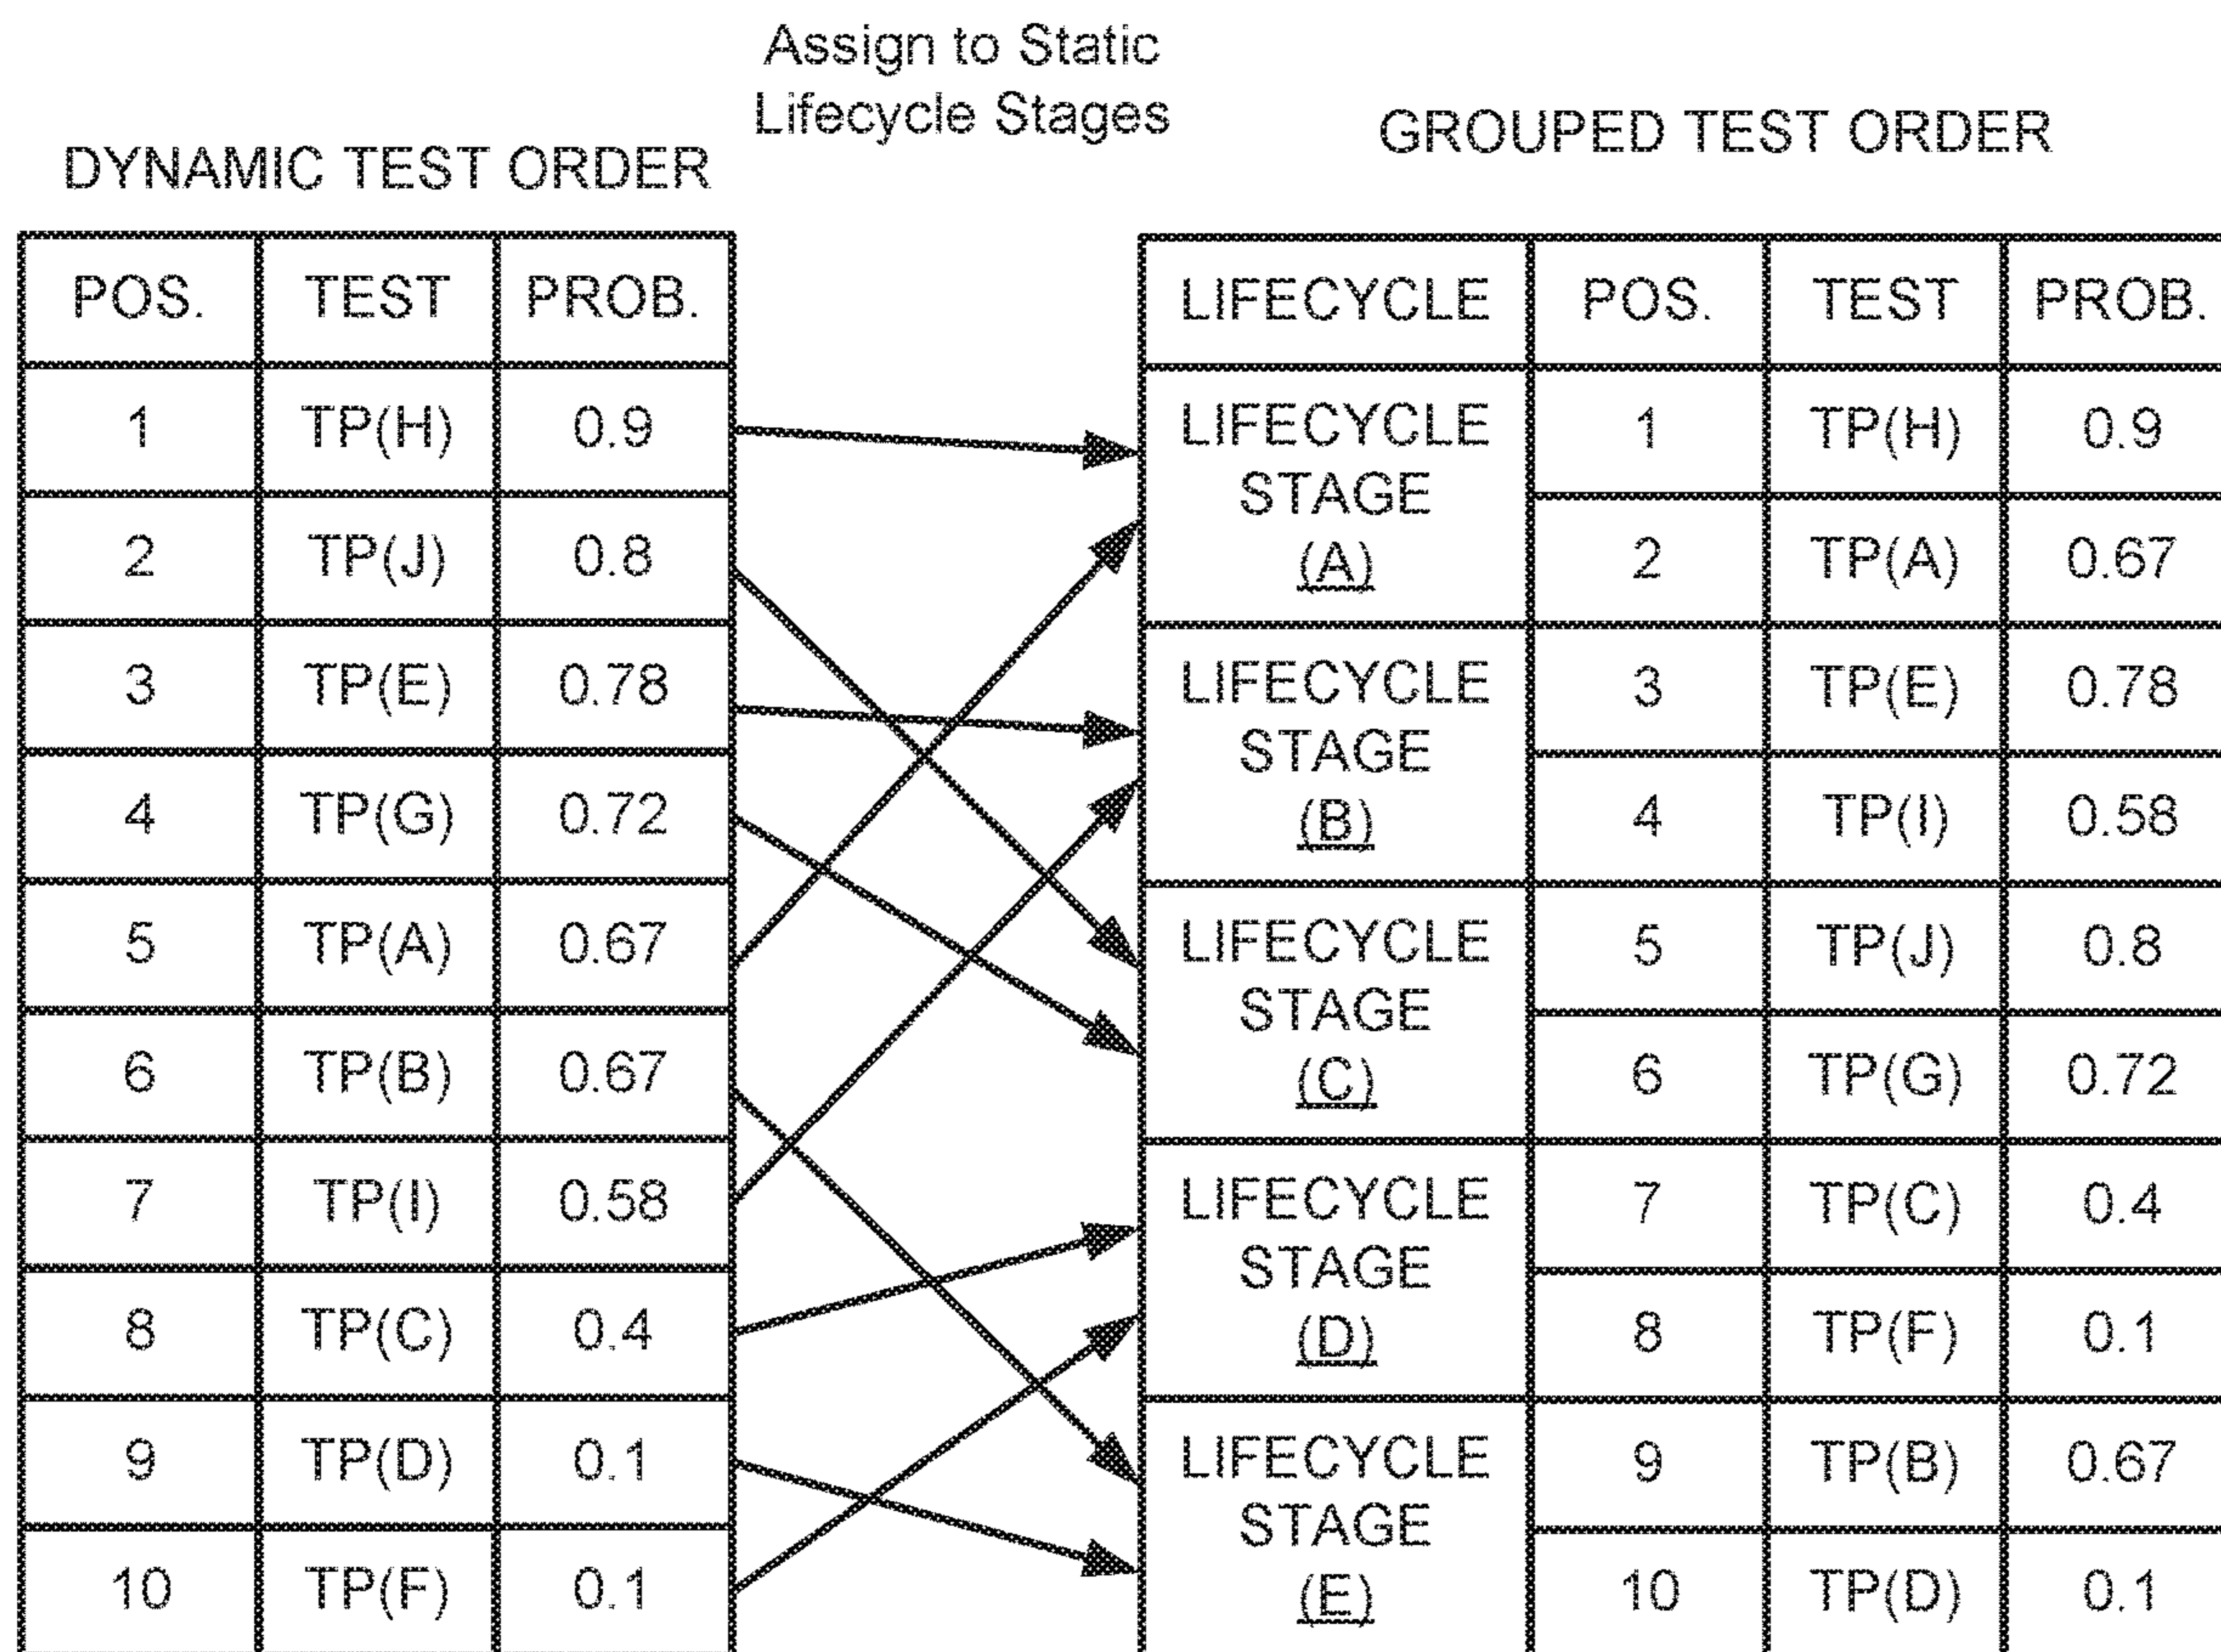 Assign to Static
Lifecycle Stages
DYNAMIC TEST ORDER
POS. TEST PROB.
1 TP(H) 0.9
2 TP(J) 0.8
3 TP(E) 0.78
4 TP(G) 0.72
5 TP(A) 0.67
6 TP(B) 0.67
7 TP(I) 0.58
8 TP(C) 0.4
9 TP(D) 0.1
10 TP(F) 0.1
GROUPED TEST ORDER
LIFECYCLE POS. TEST PROB.
LIFECYCLE
STAGE
(A)
1 TP(H) 0.9
2 TP(A) 0.67
LIFECYCLE
STAGE
(B)
3 TP(E) 0.78
4 TP(I) 0.58
LIFECYCLE
STAGE
(C)
5 TP(J) 0.8
6 TP(G) 0.72
LIFECYCLE
STAGE
(D)
7 TP(C) 0.4
8 TP(F) 0.1
LIFECYCLE
STAGE
(E)
9 TP(B) 0.67
10 TP(D) 0.1